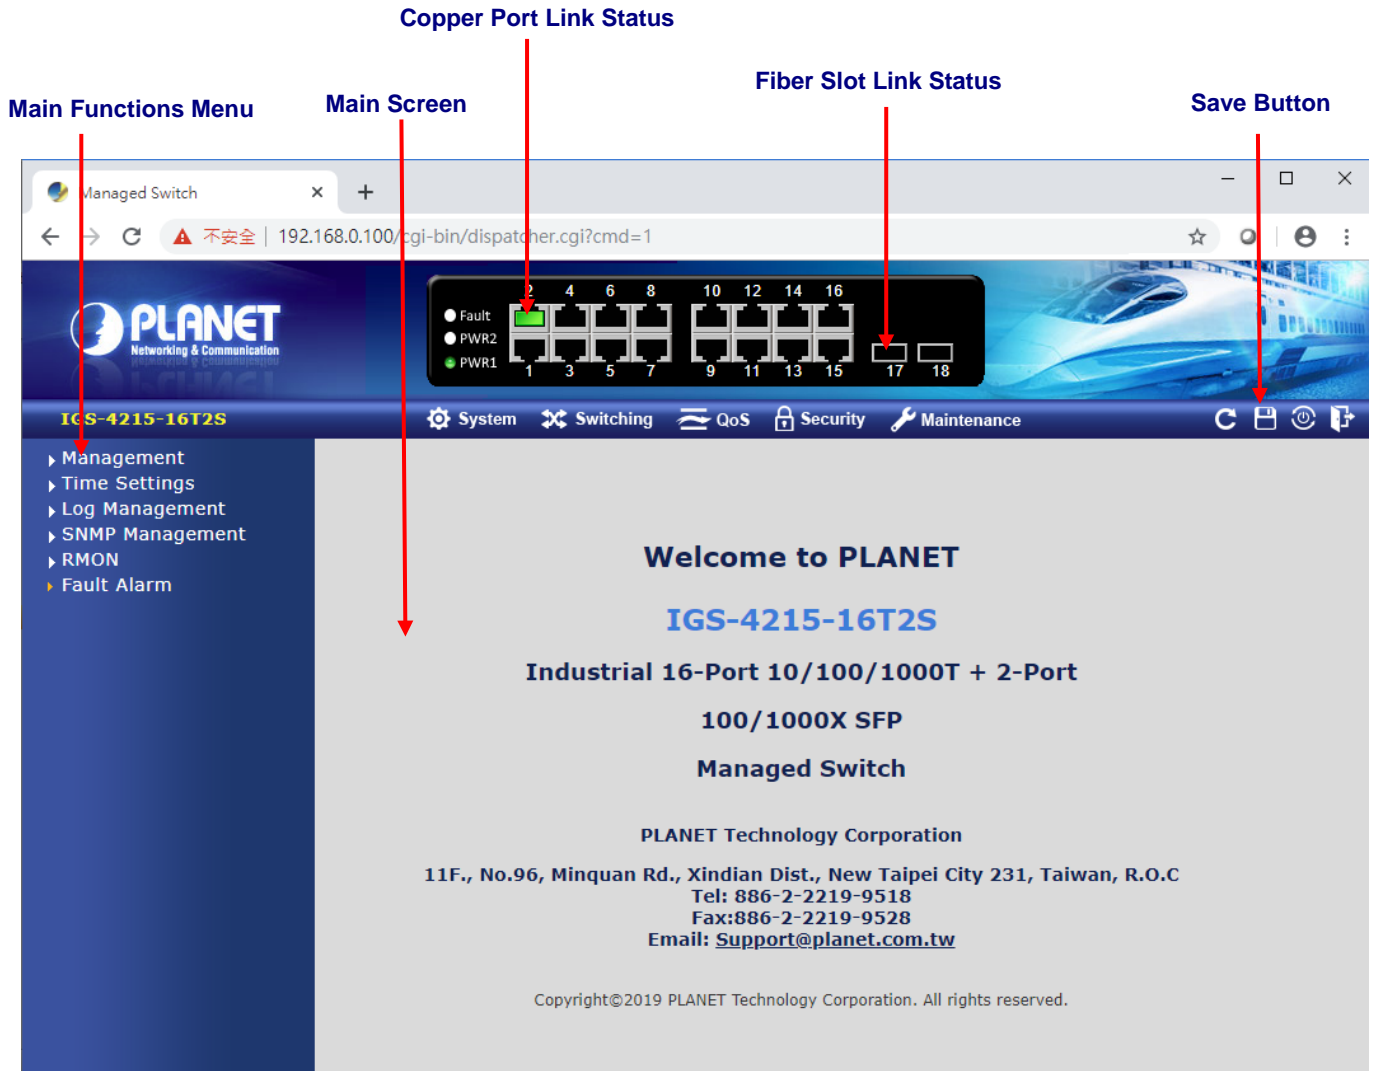 Copper Port Link Status
Fiber Slot Link Status
Main Functions Menu
Main Screen
Save Button
Managed Switch
不安全 | 192.168.0.100/cgi-bin/dispatcher.cgi?cmd=1
PLANET
Networking & Communication
2 4 6 8 10 12 14 16
Fault
PWR2
PWR1
1 3 5 7 9 11 13 15 17 18
IGS-4215-16T2S
System Switching QoS Security Maintenance
Management
Time Settings
Log Management
SNMP Management
RMON
Fault Alarm
Welcome to PLANET
IGS-4215-16T2S
Industrial 16-Port 10/100/1000T + 2-Port
100/1000X SFP
Managed Switch
PLANET Technology Corporation
11F., No.96, Minquan Rd., Xindian Dist., New Taipei City 231, Taiwan, R.O.C
Tel: 886-2-2219-9518
Fax:886-2-2219-9528
Email: Support@planet.com.tw
Copyright©2019 PLANET Technology Corporation. All rights reserved.